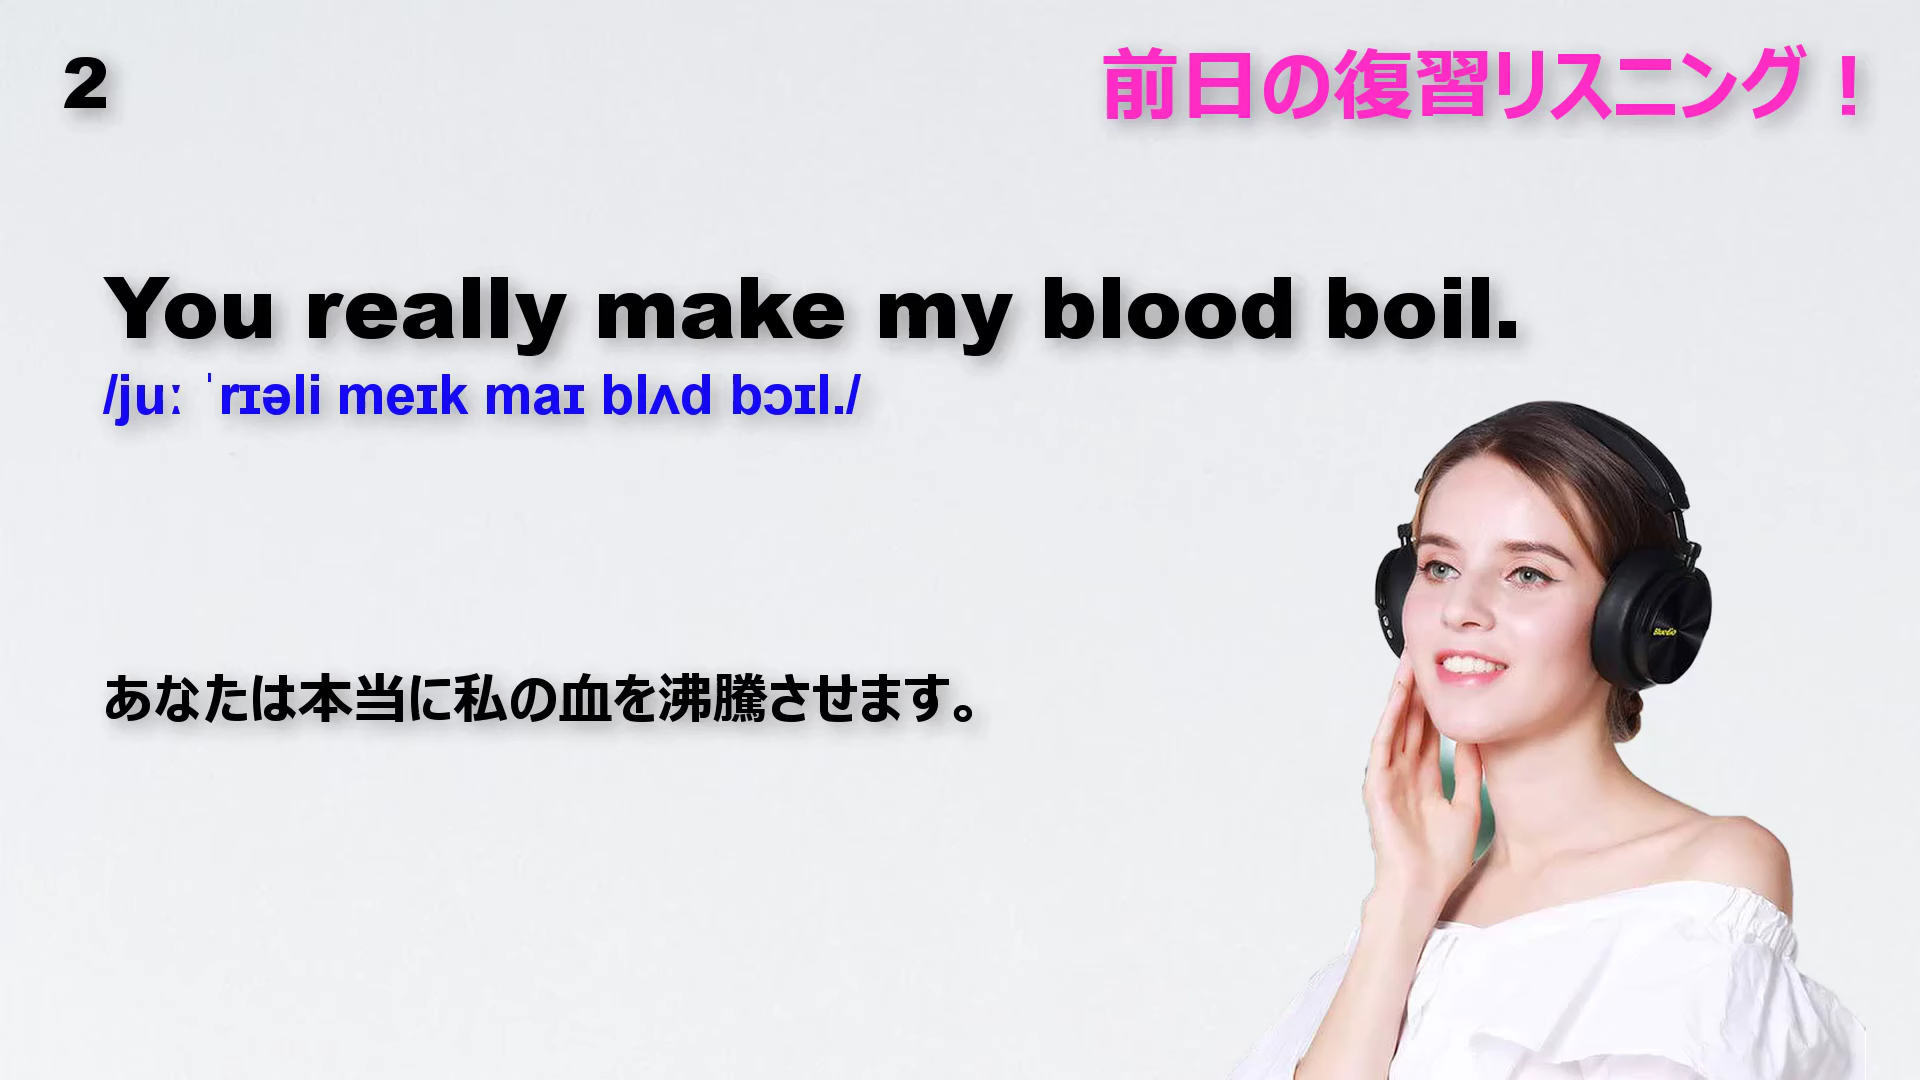 2
前日の復習リスニング！
You really make my blood boil.
/juː ˈrɪəli meɪk maɪ blʌd bɔɪl./
あなたは本当に私の血を沸騰させます。